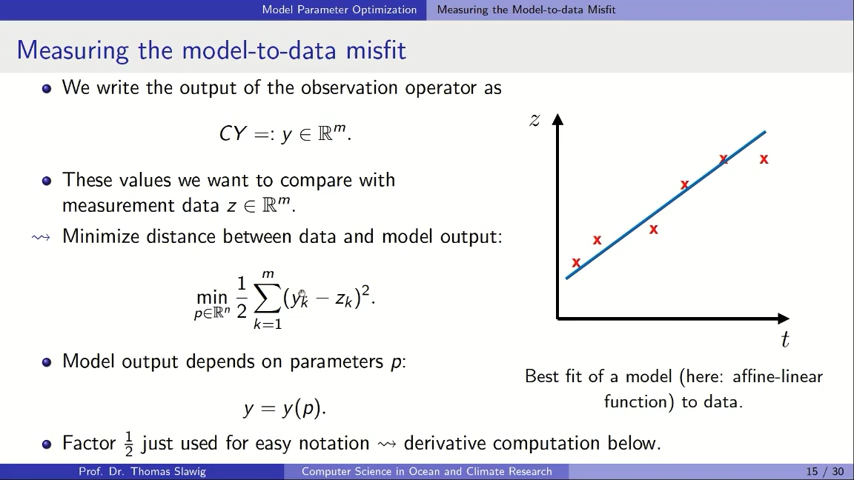 Model Parameter Optimization Measuring the Model-to-data Misfit
Measuring the model-to-data misfit
We write the output of the observation operator as
CY =: y ∈ ℝᵐ.
These values we want to compare with
measurement data z ∈ ℝᵐ.
⇝ Minimize distance between data and model output:
min_{p∈ℝⁿ} 1/2 ∑_{k=1}^{m} (y_k − z_k)².
Model output depends on parameters p:
y = y(p).
Factor 1/2 just used for easy notation ⇝ derivative computation below.
z
t
Best fit of a model (here: affine-linear
function) to data.
Prof. Dr. Thomas Slawig Computer Science in Ocean and Climate Research 15 / 30